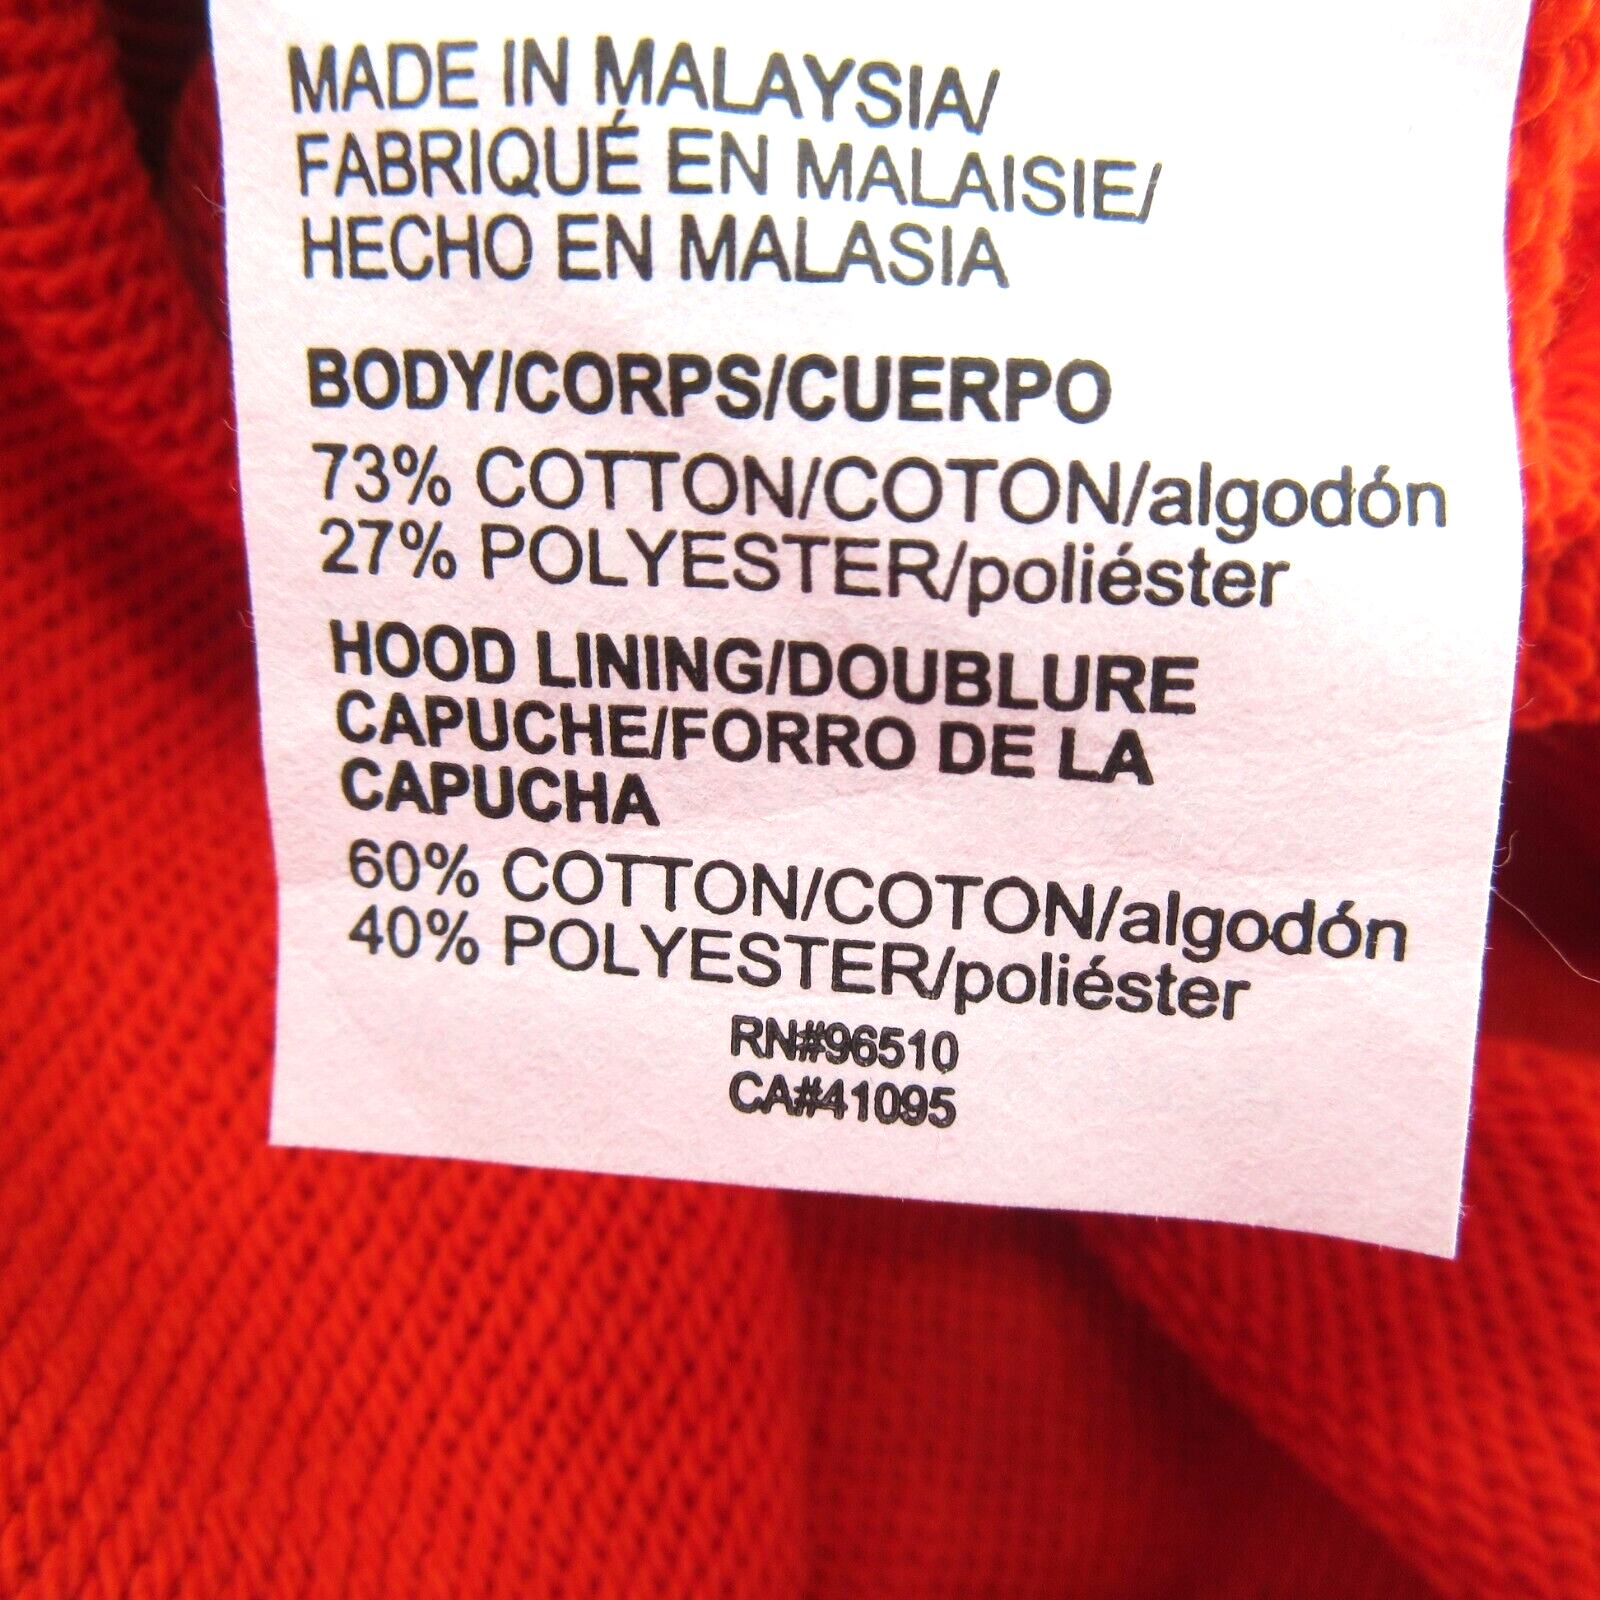 MADE IN MALAYSIA/
FABRIQUÉ EN MALAISIE/
HECHO EN MALASIA
BODY/CORPS/CUERPO
73% COTTON/COTON/algodón
27% POLYESTER/poliéster
HOOD LINING/DOUBLURE
CAPUCHE/FORRO DE LA
CAPUCHA
60% COTTON/COTON/algodón
40% POLYESTER/poliéster
RN#96510
CA#41095